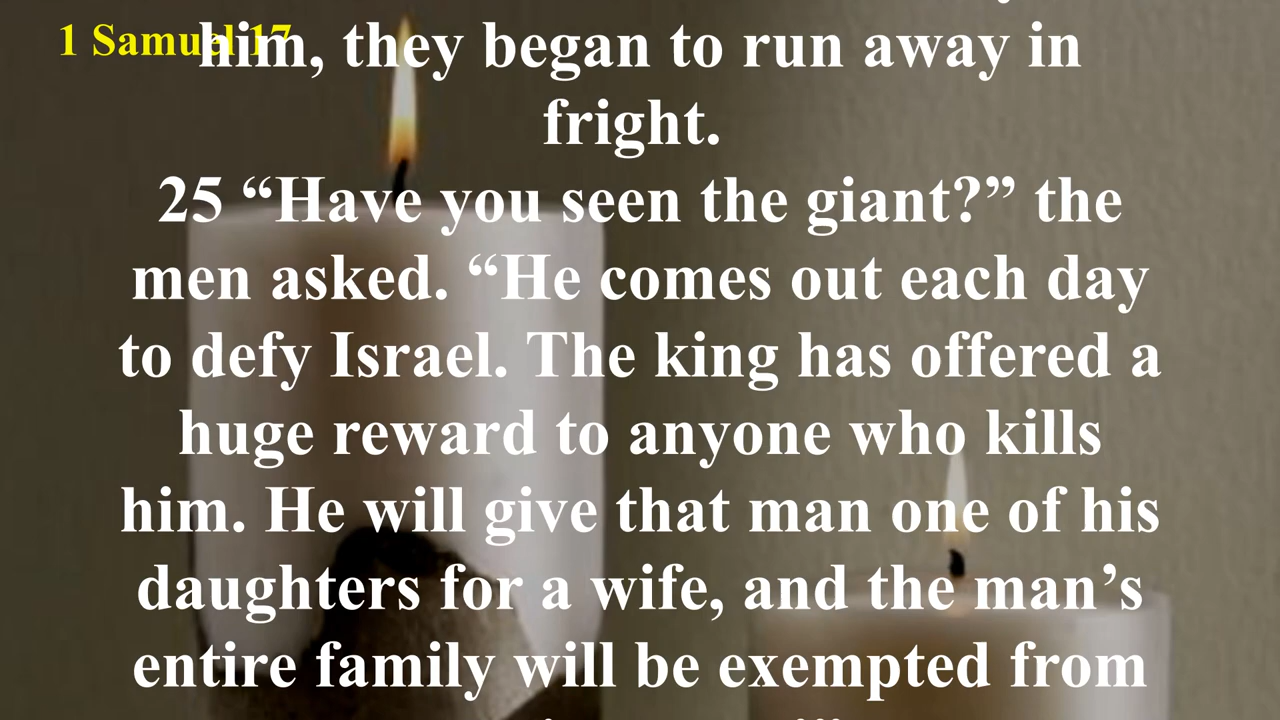 1 Samuel 17
him, they began to run away in
fright.
25 “Have you seen the giant?” the
men asked. “He comes out each day
to defy Israel. The king has offered a
huge reward to anyone who kills
him. He will give that man one of his
daughters for a wife, and the man’s
entire family will be exempted from